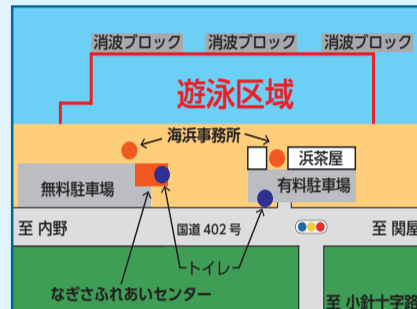 消波ブロック 消波ブロック 消波ブロック
遊泳区域
海浜事務所
浜茶屋
無料駐車場
有料駐車場
至 内野
国道 402 号
至 関屋
トイレ
なぎさふれあいセンター
至 小針十字路